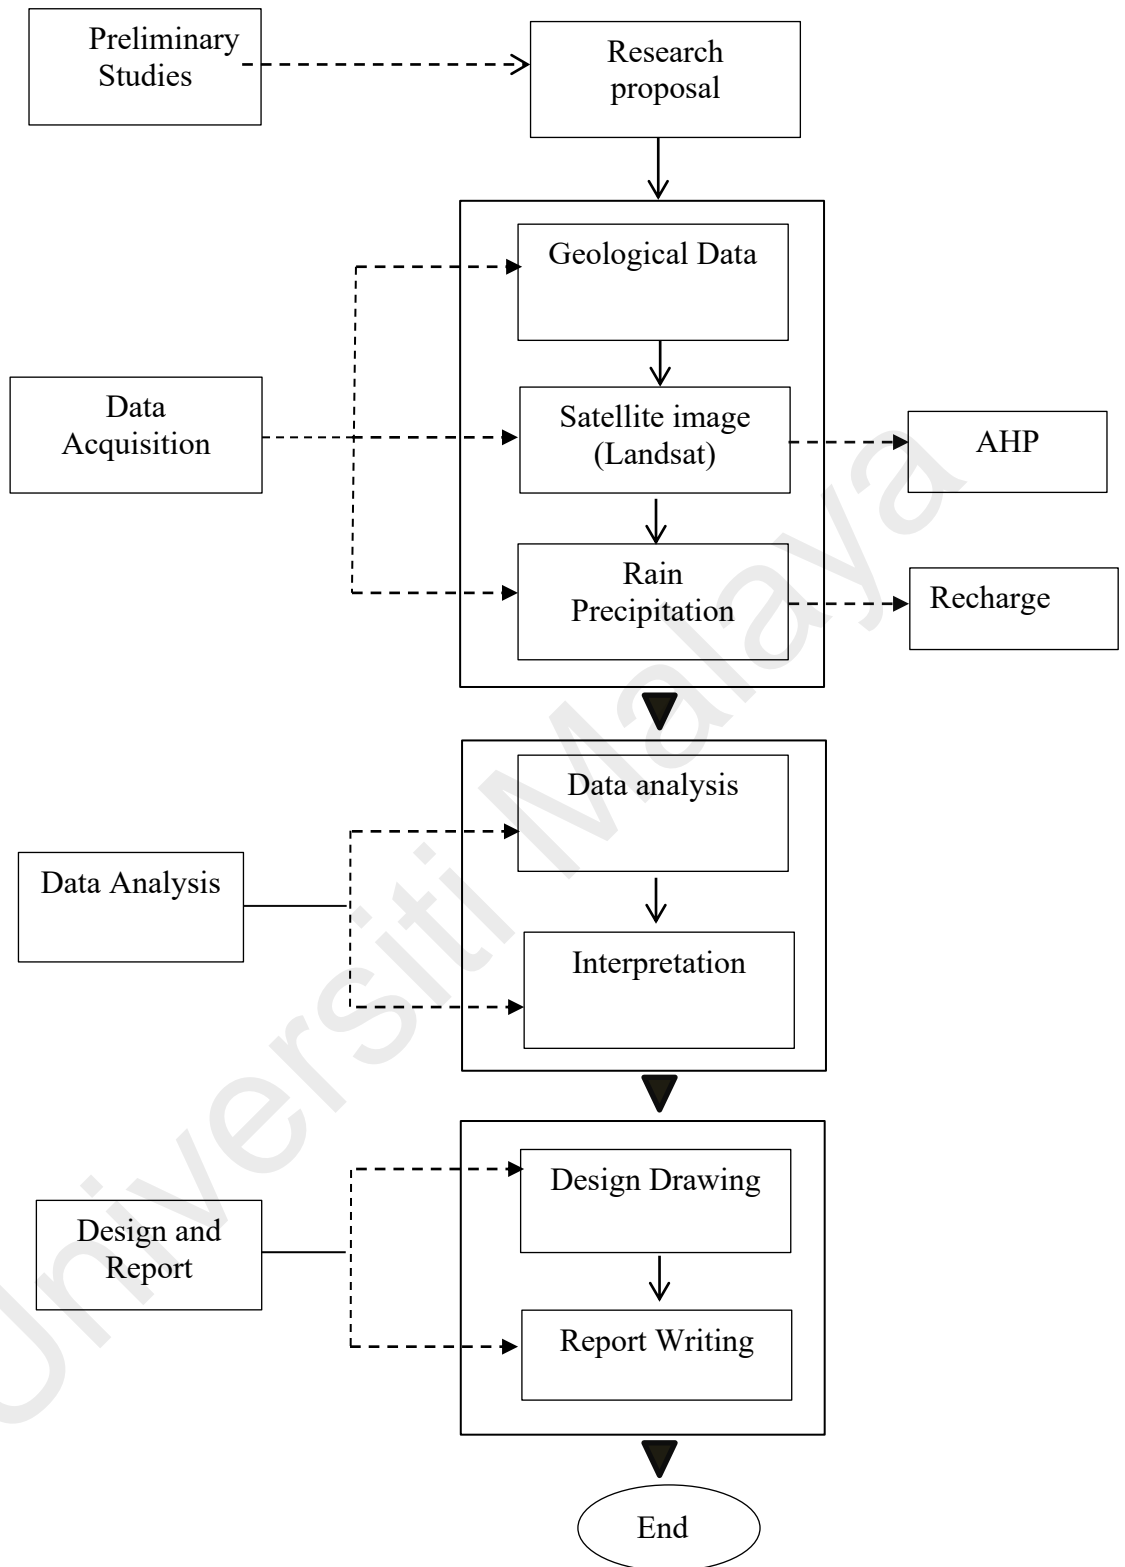 Preliminary
Studies
Research
proposal
Geological Data
Data
Acquisition
Satellite image
(Landsat)
AHP
Rain
Precipitation
Recharge
Data analysis
Data Analysis
Interpretation
Design Drawing
Design and
Report
Report Writing
End
Universiti Malaya